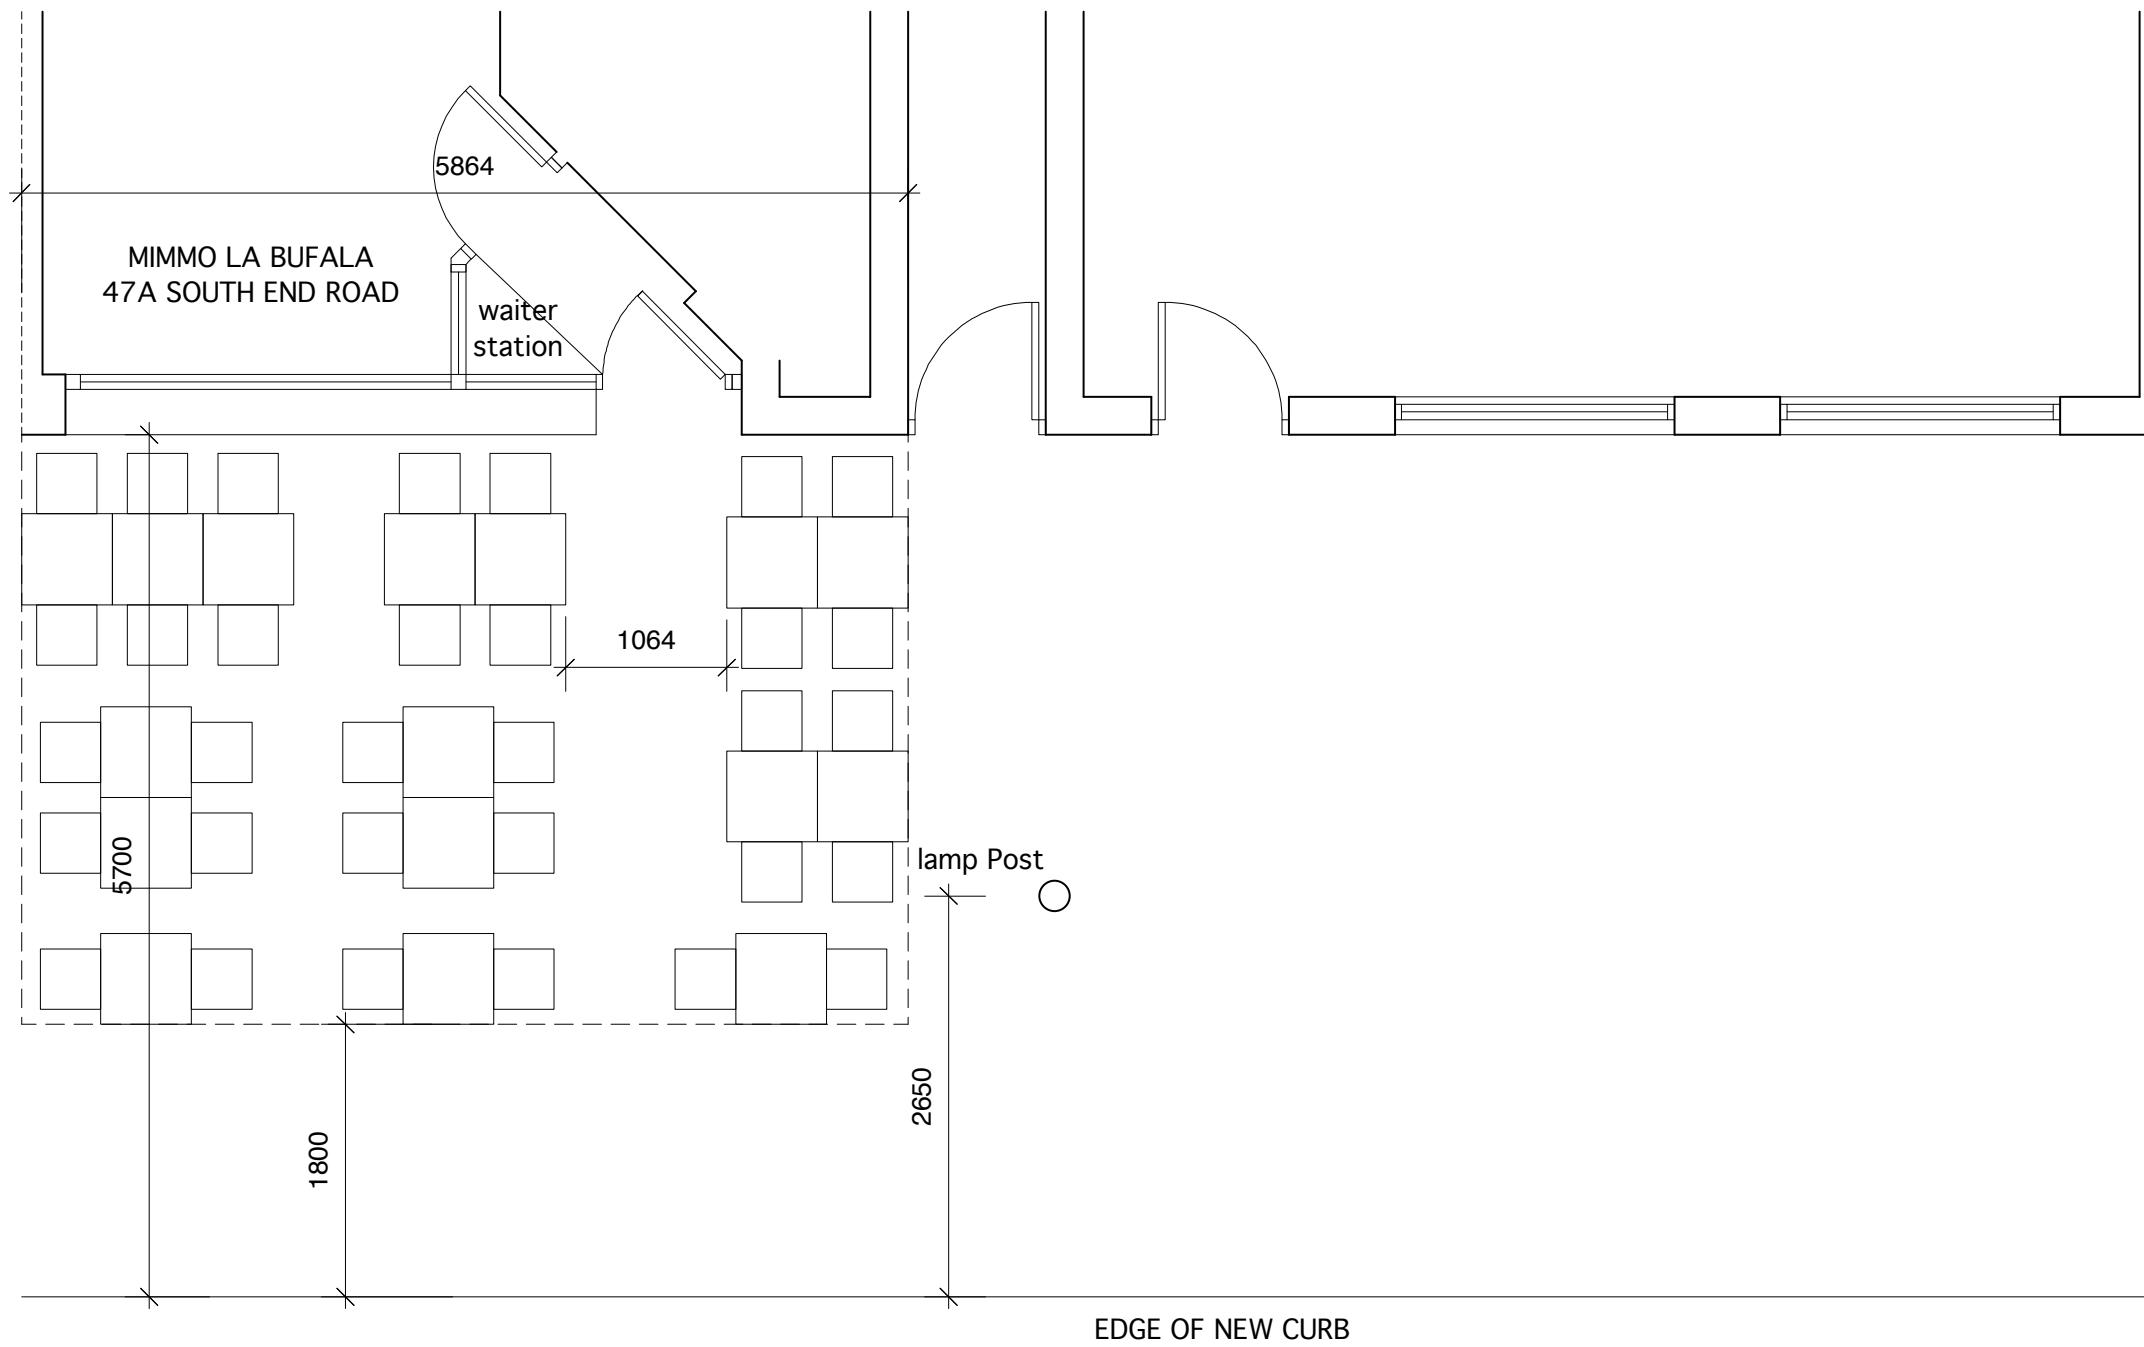 5864
MIMMO LA BUFALA
47A SOUTH END ROAD
waiter
station
1064
5700
lamp Post
2650
1800
EDGE OF NEW CURB